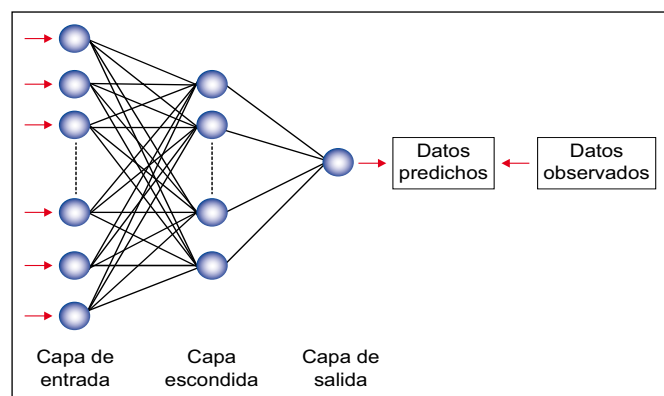 Datos
predichos
Datos
observados
Capa de
entrada
Capa
escondida
Capa de
salida